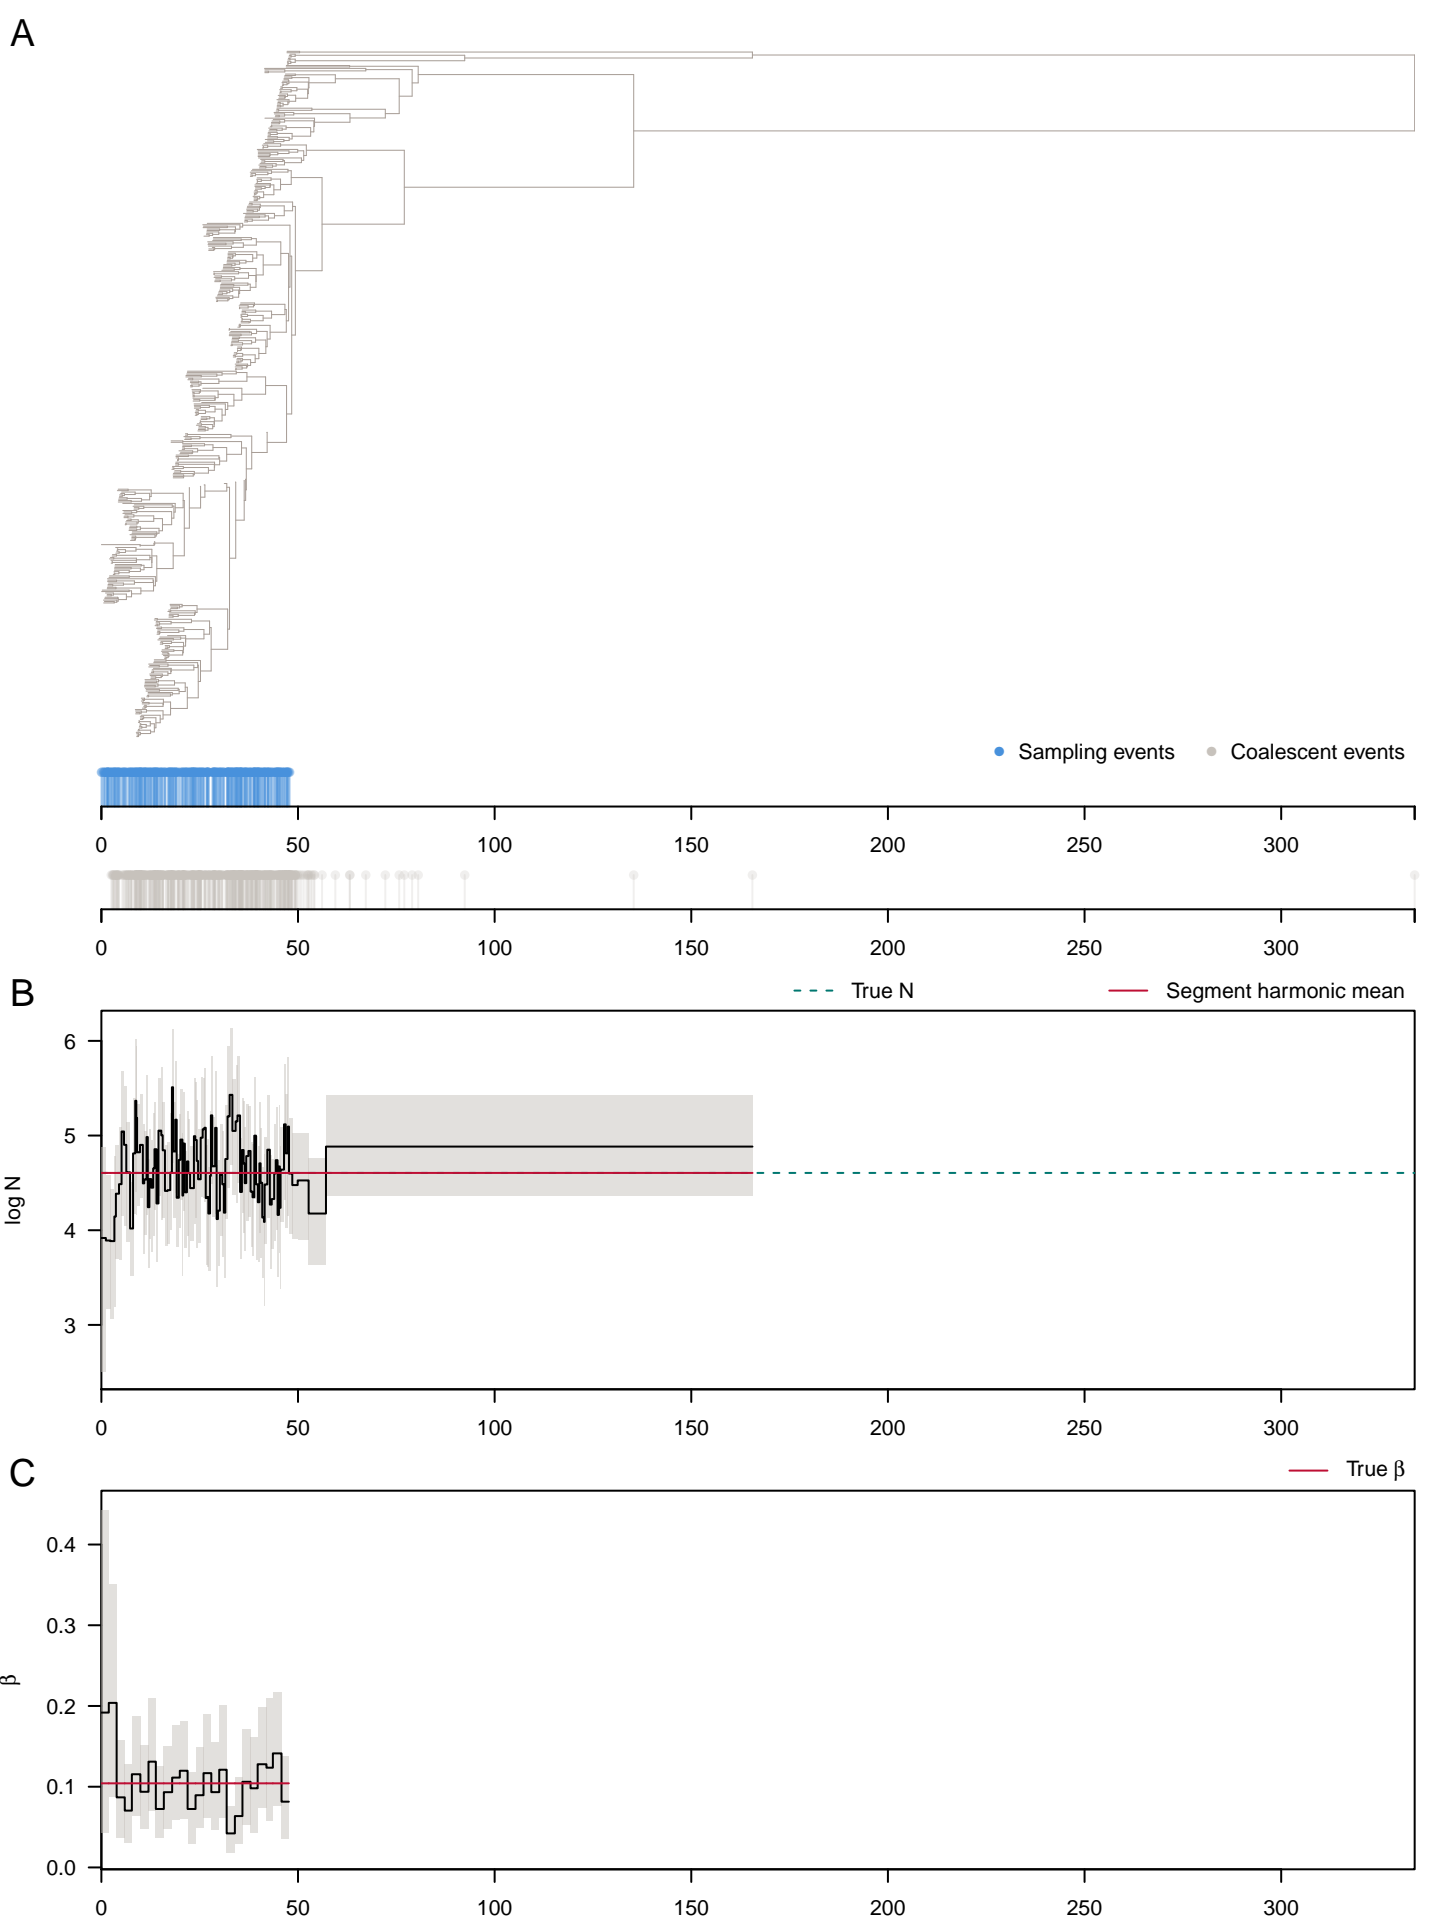 A
Sampling events Coalescent events
0 50 100 150 200 250 300
0 50 100 150 200 250 300
B
True N Segment harmonic mean
log N
6
5
4
3
0 50 100 150 200 250 300
C
True β
β
0.4
0.3
0.2
0.1
0.0
0 50 100 150 200 250 300